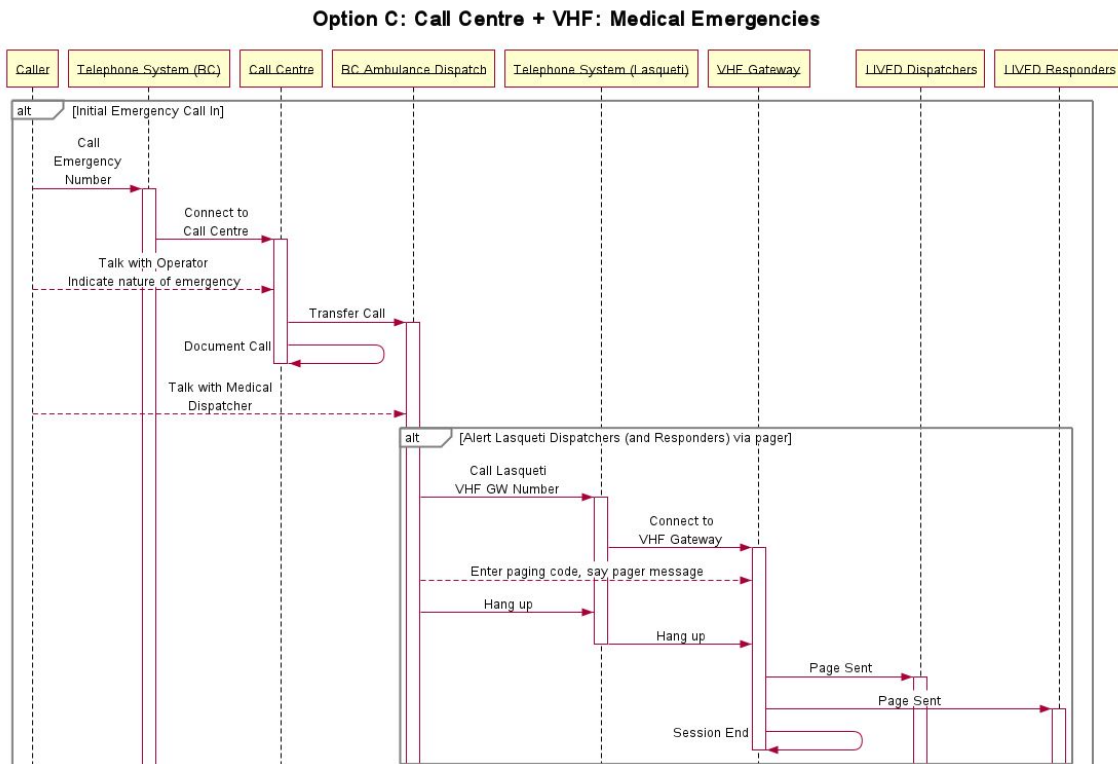 Option C: Call Centre + VHF: Medical Emergencies
Caller
Telephone System (BC)
Call Centre
BC Ambulance Dispatch
Telephone System (Lasqueti)
VHF Gateway
LIVFD Dispatchers
LIVFD Responders
alt
[Initial Emergency Call In]
Call
Emergency
Number
Connect to
Call Centre
Talk with Operator
Indicate nature of emergency
Transfer Call
Document Call
Talk with Medical
Dispatcher
alt
[Alert Lasqueti Dispatchers (and Responders) via pager]
Call Lasqueti
VHF GW Number
Connect to
VHF Gateway
Enter paging code, say pager message
Hang up
Hang up
Page Sent
Page Sent
Session End